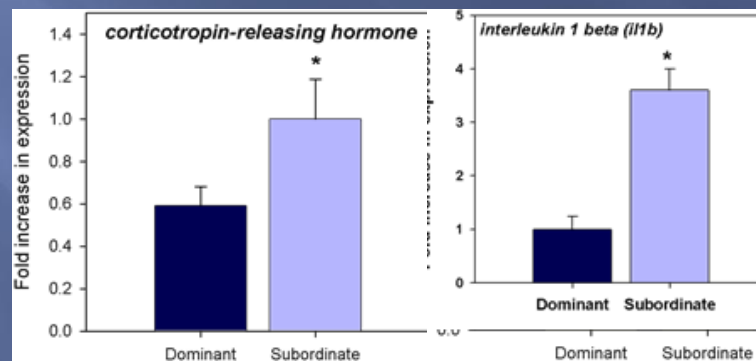 corticotropin-releasing hormone
*
Fold increase in expression
1.4
1.2
1.0
0.8
0.6
0.4
0.2
0.0
Dominant Subordinate
interleukin 1 beta (il1b)
*
5
4
3
2
1
0
Dominant Subordinate
Dominant Subordinate